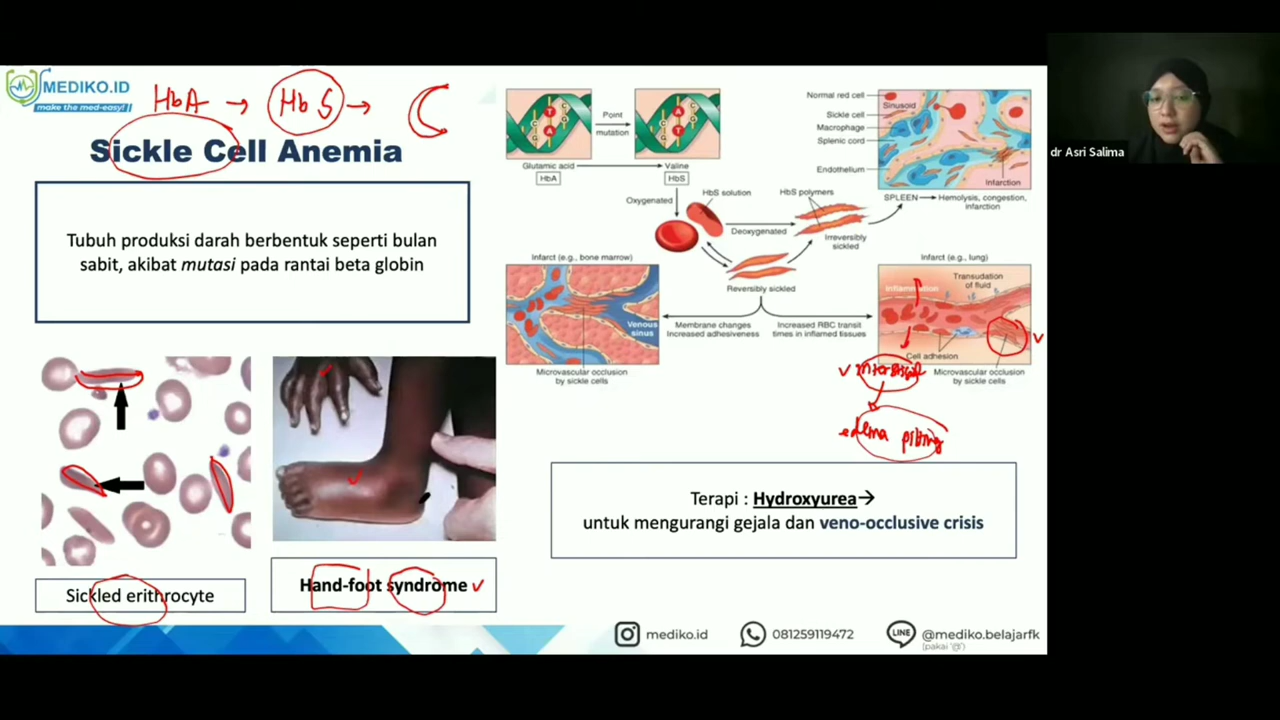 MEDIKO.ID
make the med-easy!
HbA → HbS →
Sickle Cell Anemia
Tubuh produksi darah berbentuk seperti bulan
sabit, akibat mutasi pada rantai beta globin
Sickled erithrocyte
Hand-foot syndrome
Point
mutation
Glutamic acid
Valine
HbA
HbS
Oxygenated
HbS solution
Deoxygenated
HbS polymers
Irreversibly
sickled
Reversibly sickled
Normal red cell
Sinusoid
Sickle cell
Macrophage
Splenic cord
Endothelium
Infarction
SPLEEN → Hemolysis, congestion,
infarction
Infarct (e.g., bone marrow)
Venous
sinus
Microvascular occlusion
by sickle cells
Membrane changes
Increased adhesiveness
Increased RBC transit
times in inflamed tissues
Infarct (e.g., lung)
Transudation
of fluid
Inflammation
Cell adhesion
Microvascular occlusion
by sickle cells
edema pitting
Terapi : Hydroxyurea→
untuk mengurangi gejala dan veno-occlusive crisis
mediko.id
081259119472
LINE
@mediko.belajarfk
(pakai '@')
dr Asri Salima